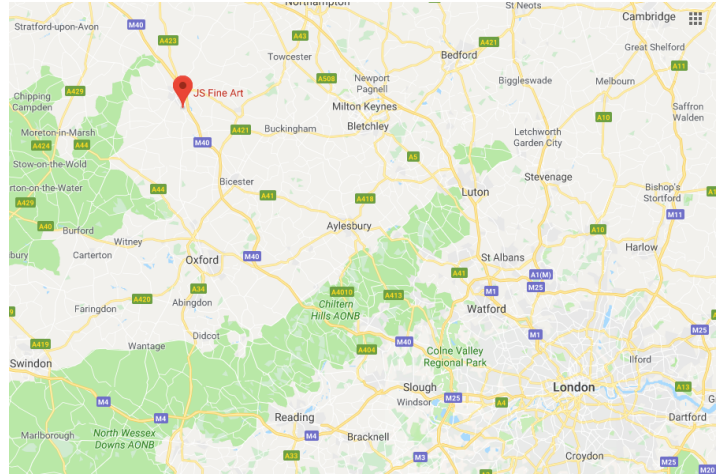 Northampton
St Neots
Stratford-upon-Avon
M40
Cambridge
A423
A43
A421
Great Shelford
Towcester
Bedford
A11
Newport
Pagnell
A508
Biggleswade
Melbourn
Chipping
Campden
A429
JS Fine Art
Milton Keynes
Saffron
Walden
Moreton-in-Marsh
A421
Buckingham
Bletchley
A10
A424
A44
M40
Letchworth
Garden City
Stow-on-the-Wold
A5
rton-on-the-Water
A44
Bicester
A41
A418
Luton
Stevenage
Bishop's
Stortford
A429
M11
A40
Burford
Witney
Aylesbury
A10
Harlow
bury
Carterton
Oxford
M40
St Albans
A41
A1(M)
A34
A4010
A413
M1
M25
A420
Abingdon
Faringdon
Chiltern
Hills AONB
Watford
M25
Didcot
M1
A419
Wantage
M40
A404
Colne Valley
Regional Park
Ilford
Swindon
Slough
London
A13
M4
Windsor
M25
A4
Reading
Dartford
M4
Marlborough
North Wessex
Downs AONB
Bracknell
A33
M3
Croydon
M25
M20